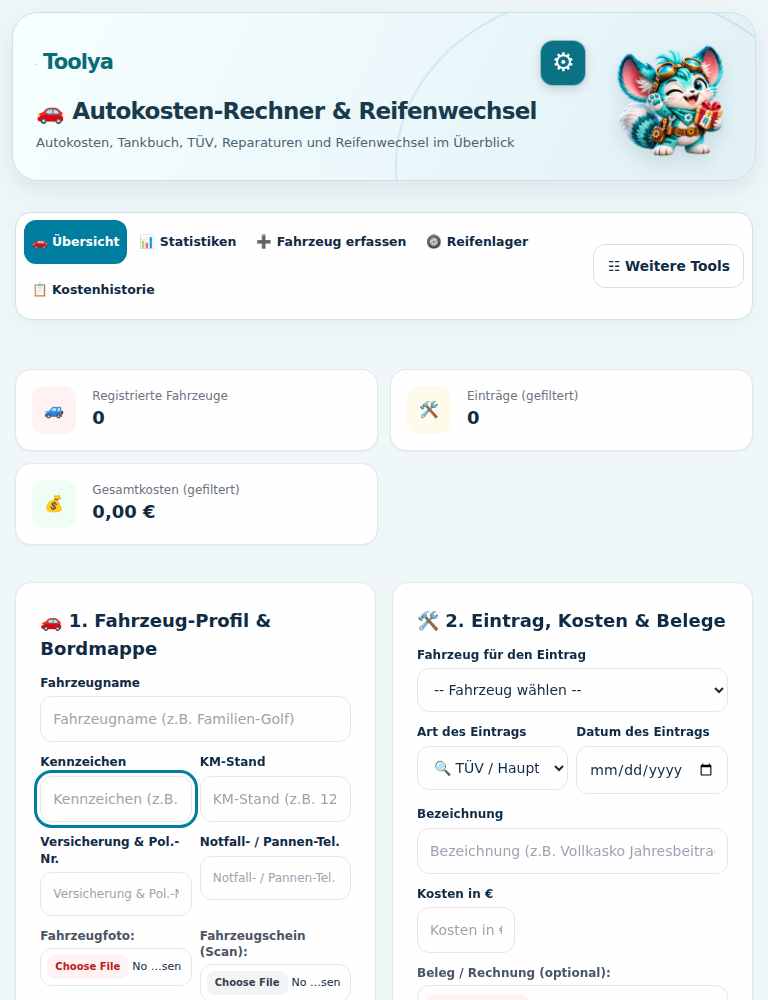 Toolya
🚗 Autokosten-Rechner & Reifenwechsel
Autokosten, Tankbuch, TÜV, Reparaturen und Reifenwechsel im Überblick
Übersicht
Statistiken
Fahrzeug erfassen
Reifenlager
Kostenhistorie
Weitere Tools
Registrierte Fahrzeuge
0
Einträge (gefiltert)
0
Gesamtkosten (gefiltert)
0,00 €
1. Fahrzeug-Profil &
Bordmappe
Fahrzeugname
Fahrzeugname (z.B. Familien-Golf)
Kennzeichen
Kennzeichen (z.B.
KM-Stand
KM-Stand (z.B. 12
Versicherung & Pol.-
Nr.
Versicherung & Pol.-N
Notfall- / Pannen-Tel.
Notfall- / Pannen-Tel.
Fahrzeugfoto:
Choose File No ...sen
Fahrzeugschein
(Scan):
Choose File No ...sen
2. Eintrag, Kosten & Belege
Fahrzeug für den Eintrag
-- Fahrzeug wählen --
Art des Eintrags
TÜV / Haupt
Datum des Eintrags
mm/dd/yyyy
Bezeichnung
Bezeichnung (z.B. Vollkasko Jahresbeitra
Kosten in €
Kosten in €
Beleg / Rechnung (optional):